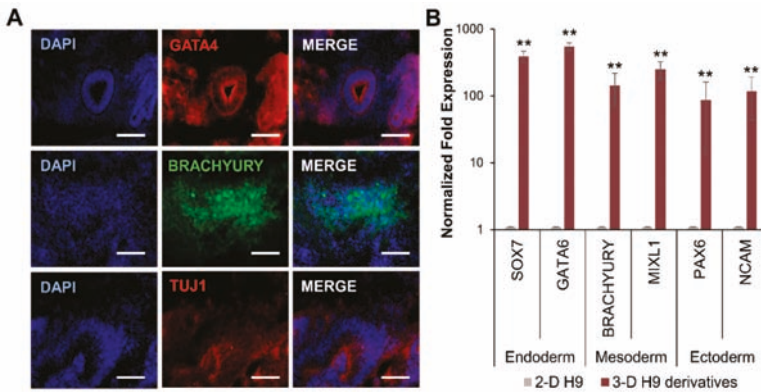 A
DAPI
GATA4
MERGE
DAPI
BRACHYURY
MERGE
DAPI
TUJ1
MERGE
B
Normalized Fold Expression
1000
100
10
1
**
**
**
**
**
**
SOX7
GATA6
BRACHYURY
MIXL1
PAX6
NCAM
Endoderm
Mesoderm
Ectoderm
2-D H9
3-D H9 derivatives